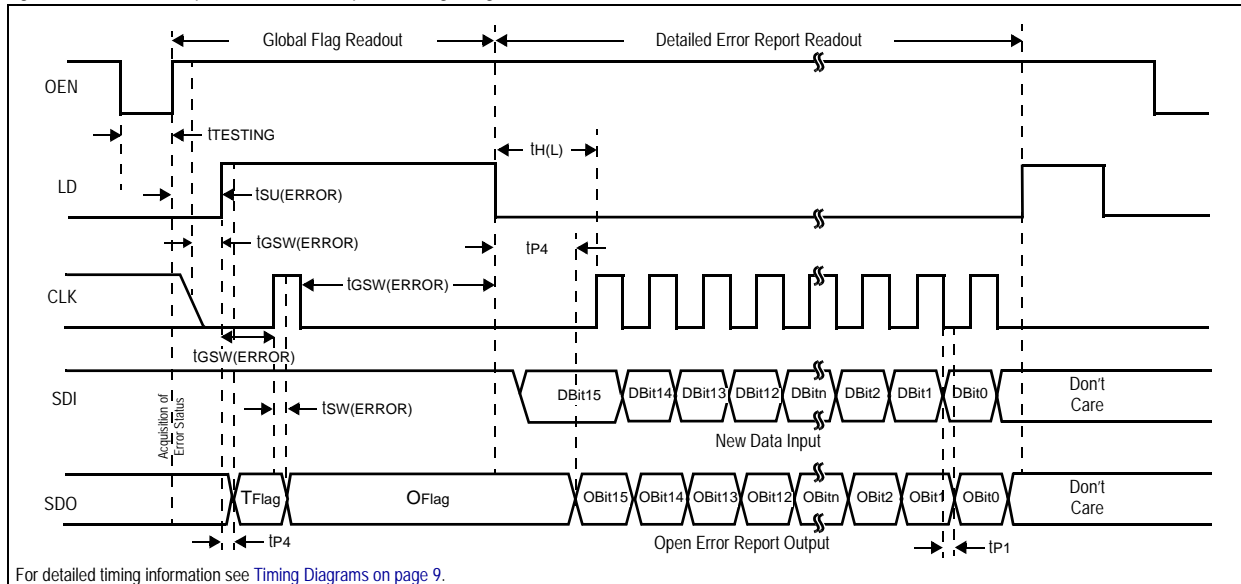 Global Flag Readout
Detailed Error Report Readout
OEN
tTESTING
tH(L)
LD
tSU(ERROR)
tGSW(ERROR)
tP4
CLK
tGSW(ERROR)
tGSW(ERROR)
SDI
DBit15 DBit14 DBit13 DBit12 DBitn DBit2 DBit1 DBit0
Don't
Care
tSW(ERROR)
Acquisition of
Error Status
New Data Input
SDO
TFlag
OFlag
OBit15 OBit14 OBit13 OBit12 OBitn OBit2 OBit1 OBit0
Don't
Care
tP4
Open Error Report Output
tP1
For detailed timing information see Timing Diagrams on page 9.